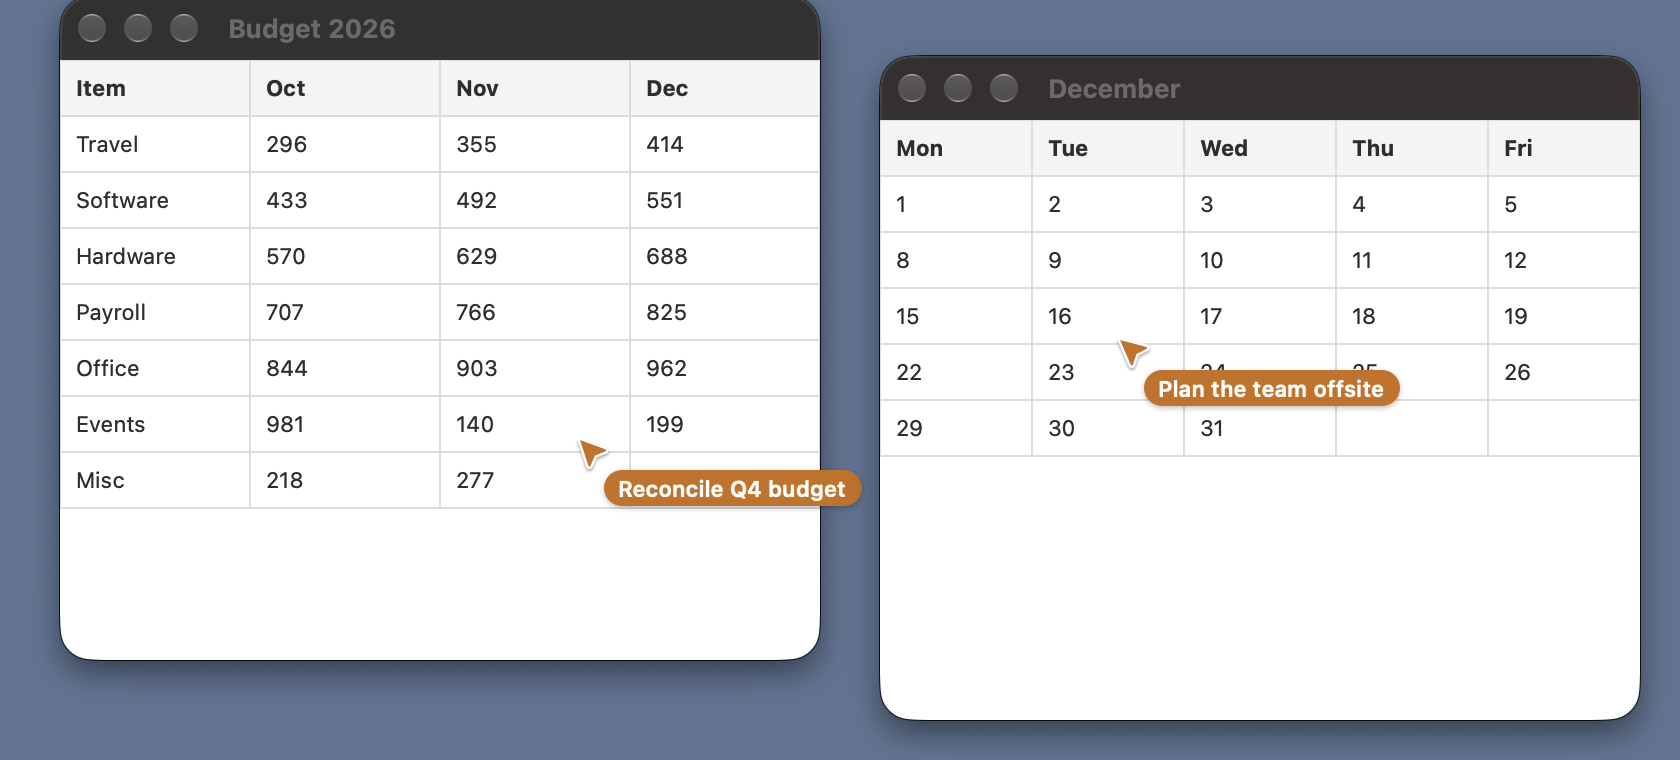 Budget 2026
Item Oct Nov Dec
Travel 296 355 414
Software 433 492 551
Hardware 570 629 688
Payroll 707 766 825
Office 844 903 962
Events 981 140 199
Misc 218 277
Reconcile Q4 budget
December
Mon Tue Wed Thu Fri
1 2 3 4 5
8 9 10 11 12
15 16 17 18 19
22 23 26
Plan the team offsite
29 30 31